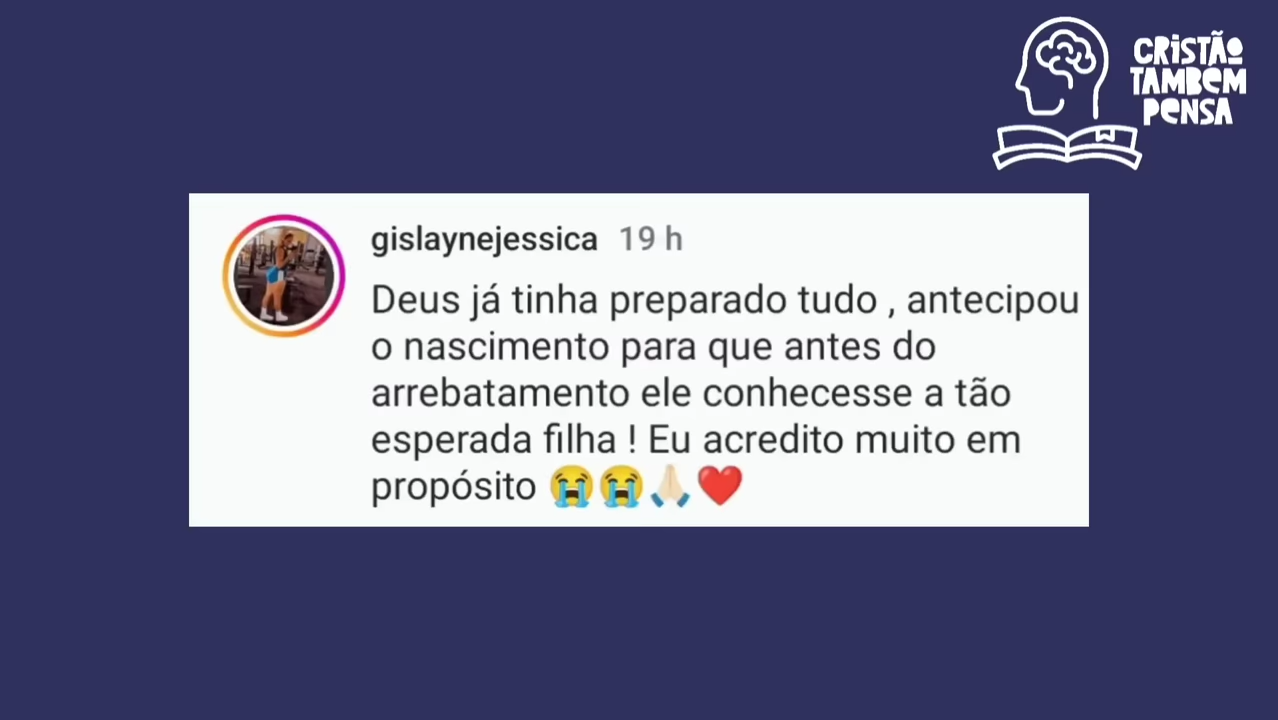 CRISTÃO
TAMBEM
PENSA
gislaynejessica 19 h
Deus já tinha preparado tudo , antecipou
o nascimento para que antes do
arrebatamento ele conhecesse a tão
esperada filha ! Eu acredito muito em
propósito 😭😭🙏🏻❤️